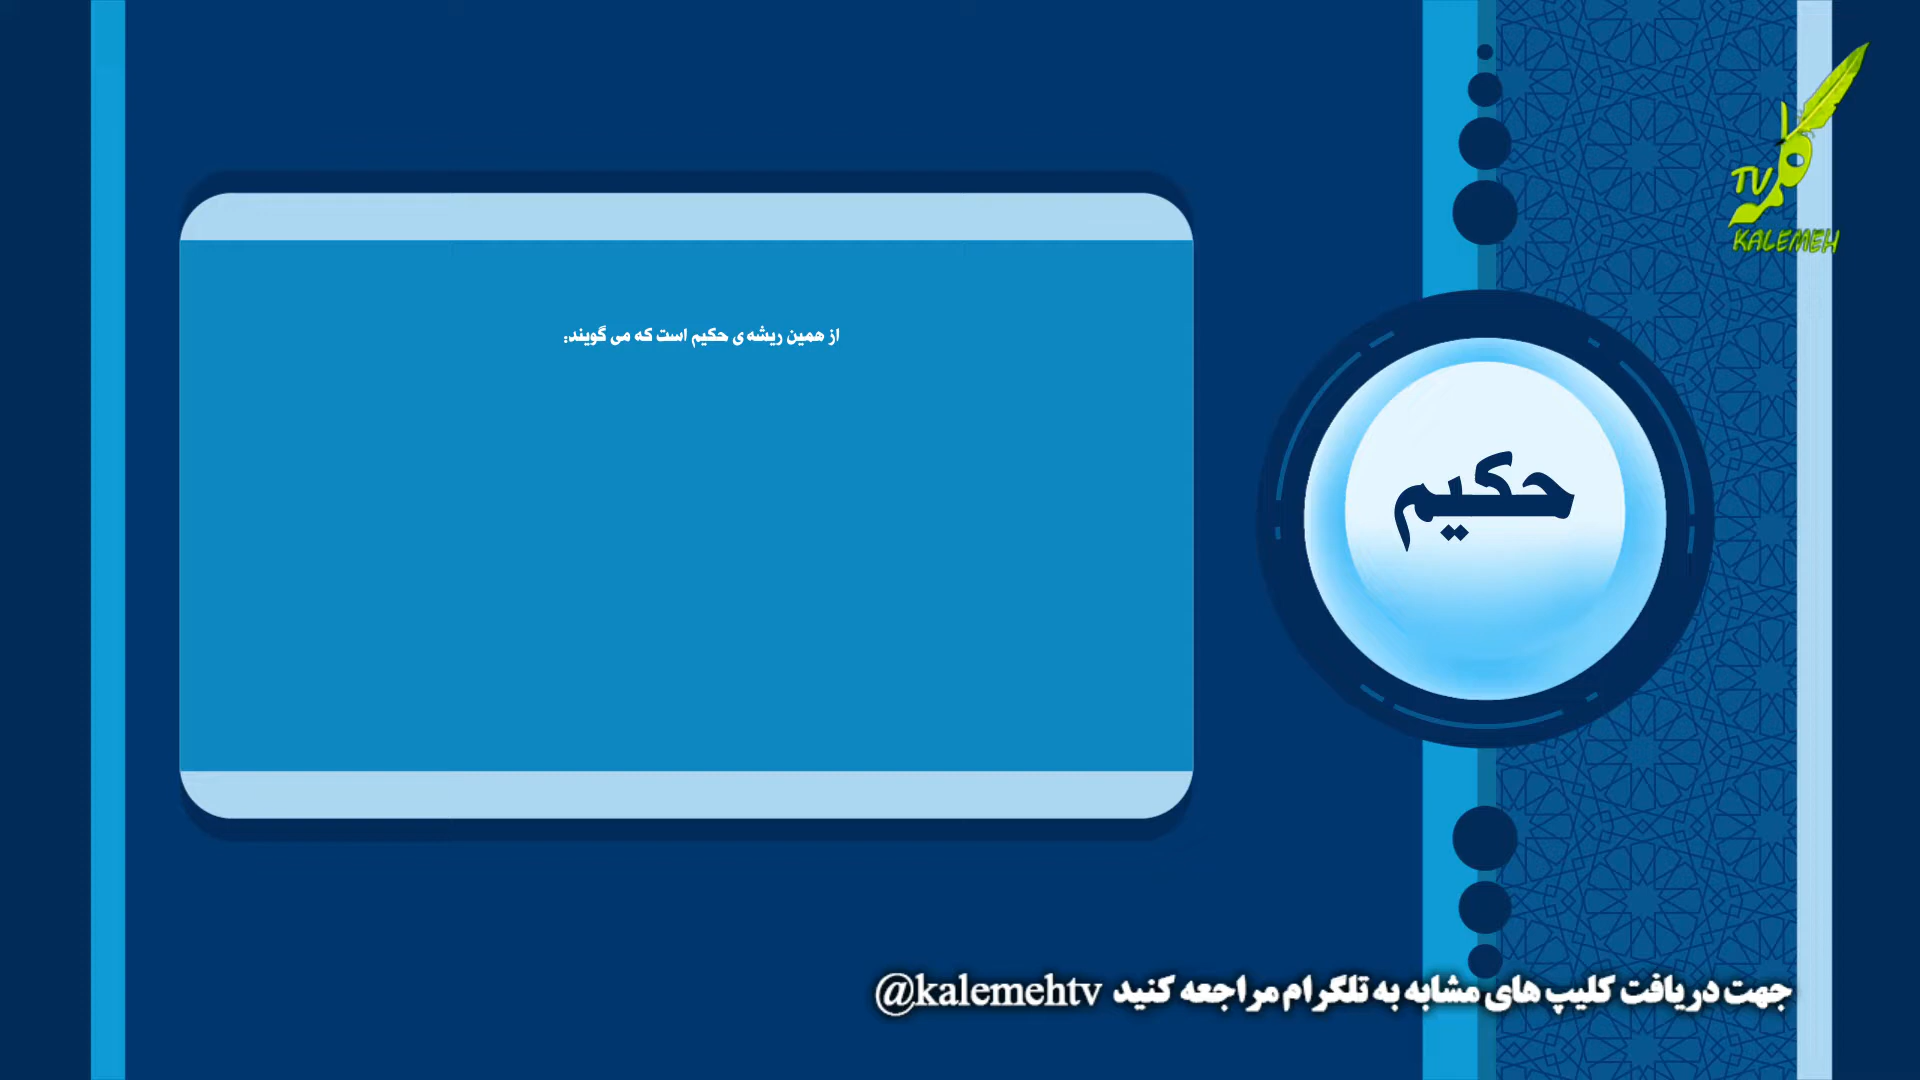 TV
KALEMEH
از همین ریشه ی حکیم است که می گویند:
حکیم
جهت دریافت کلیپ های مشابه به تلگرام مراجعه کنید @kalemehtv